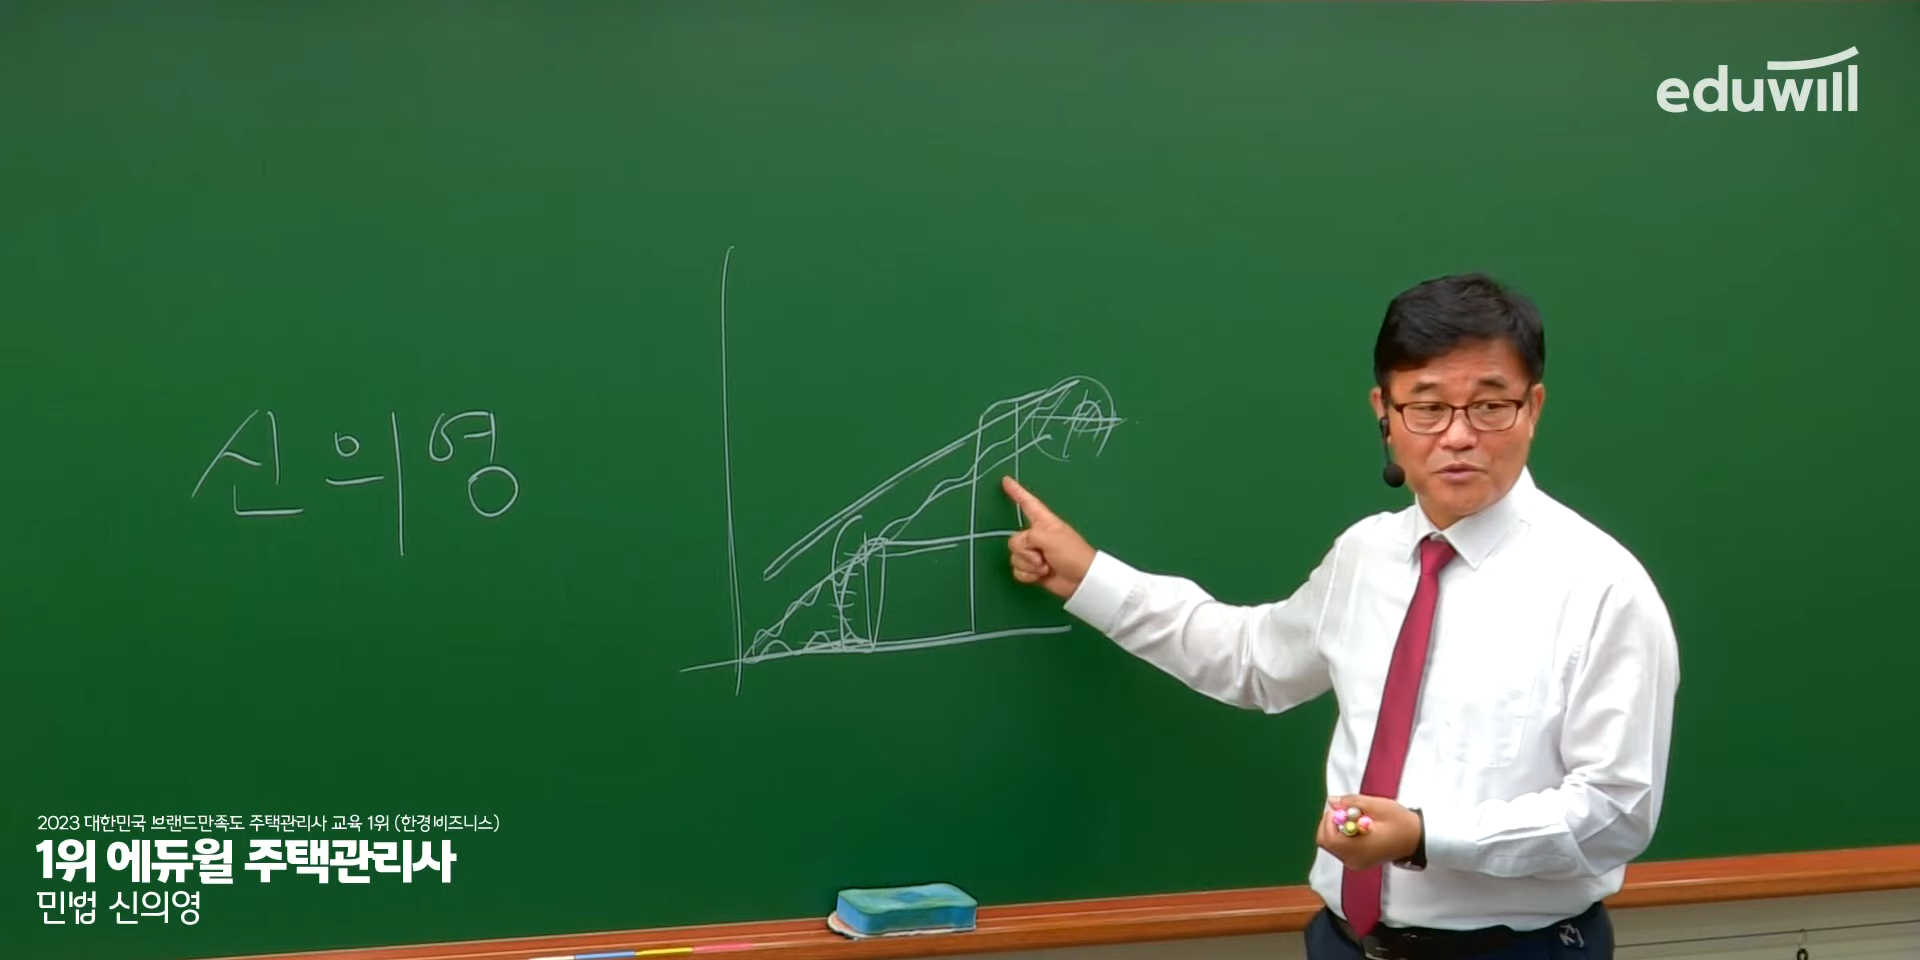 eduwill
신의영
2023 대한민국 브랜드만족도 주택관리사 교육 1위 (한경비즈니스)
1위 에듀윌 주택관리사
민법 신의영